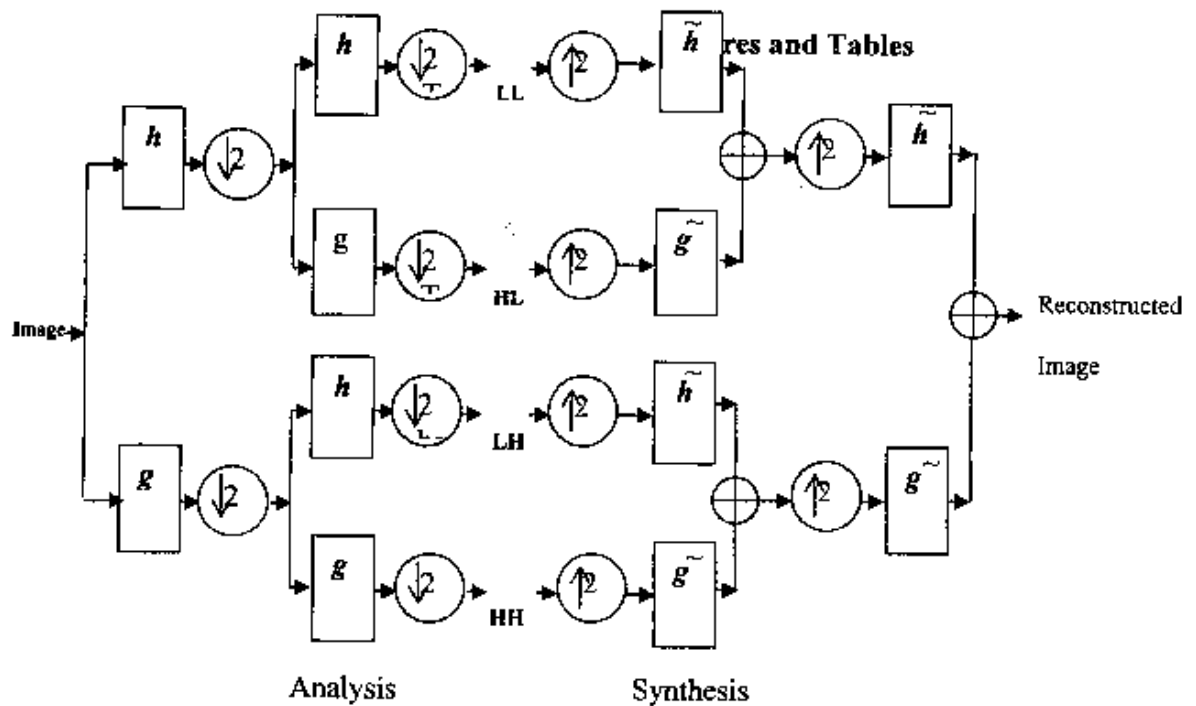 res and Tables
h ↓2 LL ↑2 h̃
h ↓2 ↑2 h̃
g ↓2 HL ↑2 g̃
Image
Reconstructed
Image
h ↓2 LH ↑2 h̃
g ↓2 ↑2 g̃
g ↓2 HH ↑2 g̃
Analysis Synthesis